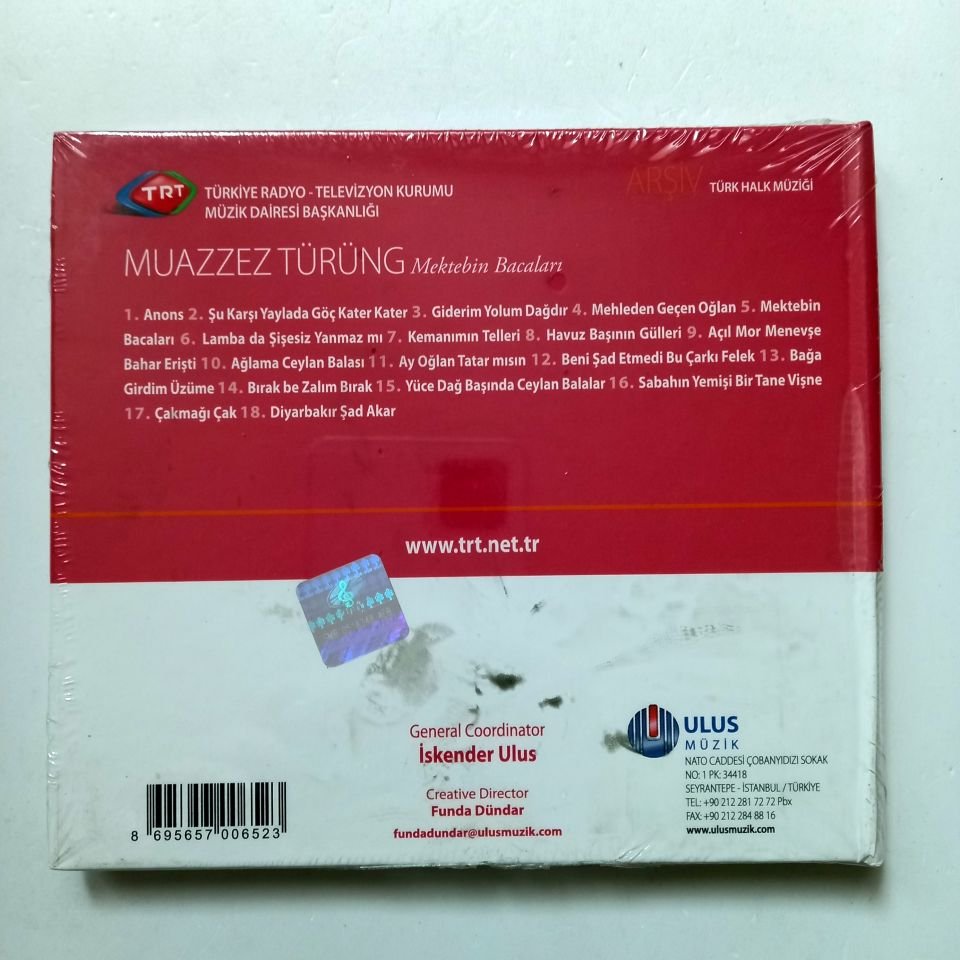 TRT
TÜRKİYE RADYO - TELEVİZYON KURUMU
MÜZİK DAİRESİ BAŞKANLIĞI
ARŞİV TÜRK HALK MÜZİĞİ
MUAZZEZ TÜRÜNG Mektebin Bacaları
1. Anons 2. Şu Karşı Yaylada Göç Kater Kater 3. Giderim Yolum Dağdır 4. Mehleden Geçen Oğlan 5. Mektebin
Bacaları 6. Lamba da Şişesiz Yanmaz mı 7. Kemanımın Telleri 8. Havuz Başının Gülleri 9. Açıl Mor Menevşe
Bahar Erişti 10. Ağlama Ceylan Balası 11. Ay Oğlan Tatar mısın 12. Beni Şad Etmedi Bu Çarkı Felek 13. Bağa
Girdim Üzüme 14. Bırak be Zalım Bırak 15. Yüce Dağ Başında Ceylan Balalar 16. Sabahın Yemişi Bir Tane Vişne
17. Çakmağı Çak 18. Diyarbakır Şad Akar
www.trt.net.tr
General Coordinator
İskender Ulus
Creative Director
Funda Dündar
fundadundar@ulusmuzik.com
ULUS
MÜZİK
NATO CADDESİ ÇOBANYIDIZI SOKAK
NO: 1 PK: 34418
SEYRANTEPE - İSTANBUL / TÜRKİYE
TEL: +90 212 281 72 72 Pbx
FAX: +90 212 284 88 16
www.ulusmuzik.com
8 695657 006523